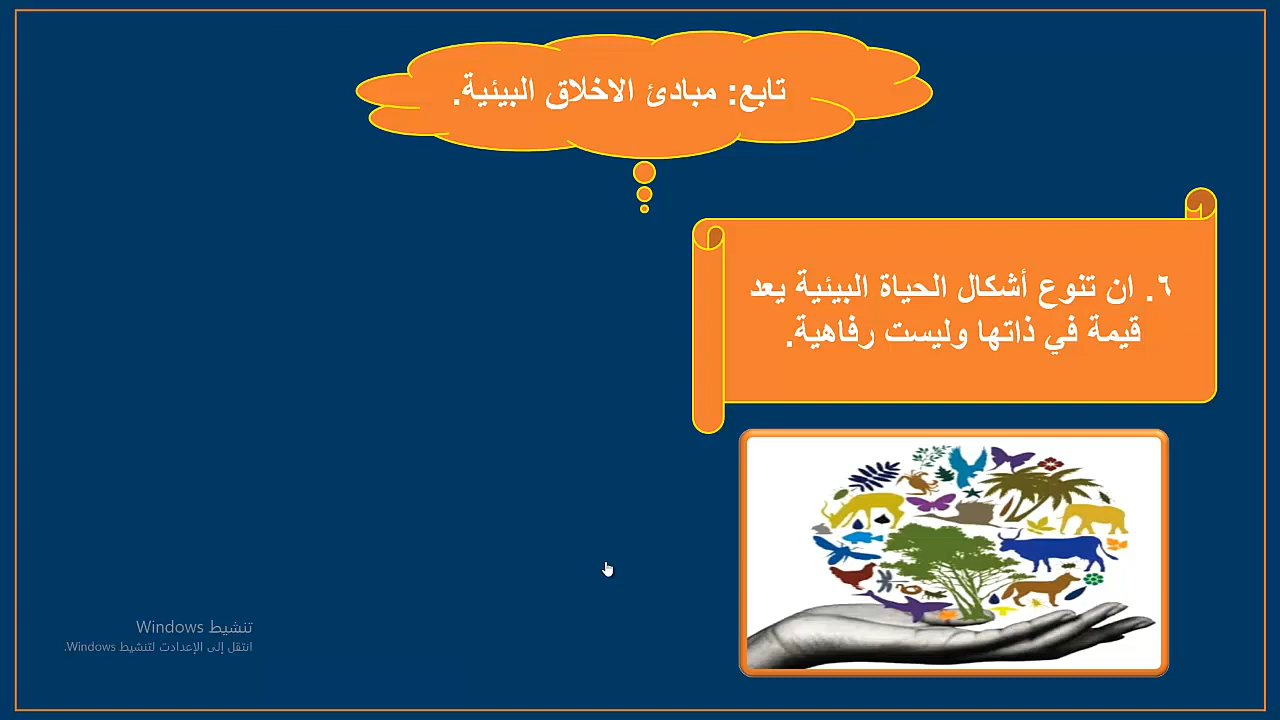 تابع: مبادئ الاخلاق البيئية.
٦. ان تنوع أشكال الحياة البيئية يعد
قيمة في ذاتها وليست رفاهية.
تنشيط Windows
انتقل إلى الإعدادت لتنشيط Windows.